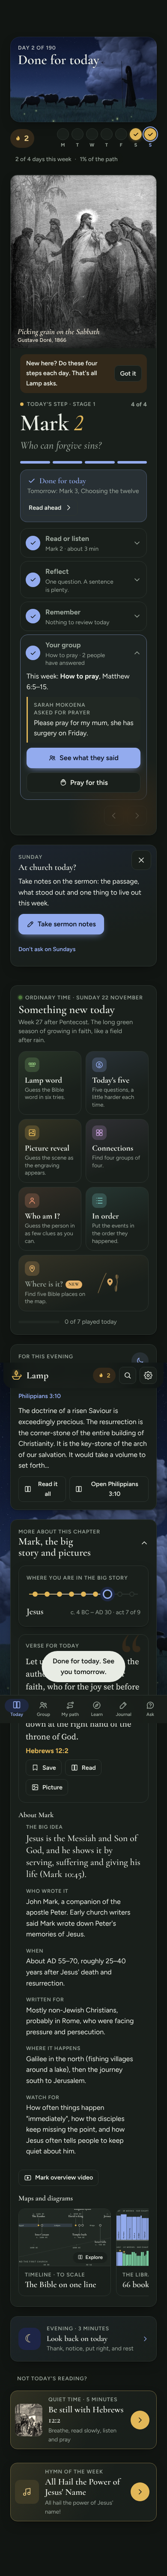 DAY 2 OF 190
Done for today
2
M T W T F S S
2 of 4 days this week · 1% of the path
Picking grain on the Sabbath
Gustave Doré, 1866
New here? Do these four
steps each day. That's all
Lamp asks.
Got it
TODAY'S STEP · STAGE 1
4 of 4
Mark 2
Who can forgive sins?
Done for today
Tomorrow: Mark 3, Choosing the twelve
Read ahead
Read or listen
Mark 2 · about 3 min
Reflect
One question. A sentence
is plenty.
Remember
Nothing to review today
Your group
How to pray · 2 people
have answered
This week: How to pray, Matthew
6:5–15.
SARAH MOKOENA
ASKED FOR PRAYER
Please pray for my mum, she has
surgery on Friday.
See what they said
Pray for this
SUNDAY
At church today?
Take notes on the sermon: the passage,
what stood out and one thing to live out
this week.
Take sermon notes
Don't ask on Sundays
ORDINARY TIME · SUNDAY 22 NOVEMBER
Something new today
Week 27 after Pentecost. The long green
season of growing in faith, like a field
after rain.
Lamp word
Guess the Bible
word in six tries.
Today's five
Five questions, a
little harder each
time.
Picture reveal
Guess the scene as
the engraving
appears.
Connections
Find four groups of
four.
Who am I?
Guess the person in
as few clues as you
can.
In order
Put the events in
the order they
happened.
Where is it?
NEW
Find five Bible places on
the map.
0 of 7 played today
FOR THIS EVENING
Lamp
2
Philippians 3:10
The doctrine of a risen Saviour is
exceedingly precious. The resurrection is
the corner-stone of the entire building of
Christianity. It is the key-stone of the arch
of our salvation. It would take a volume to
set forth…
Read it
all
Open Philippians
3:10
MORE ABOUT THIS CHAPTER
Mark, the big
story and pictures
WHERE YOU ARE IN THE BIG STORY
Jesus
c. 4 BC – AD 30 · act 7 of 9
VERSE FOR TODAY
Done for today. See
you tomorrow.
faith, who for the joy set before
Today
Group
My path
Learn
Journal
Ask
down at the right hand of the
throne of God.
Hebrews 12:2
Save
Read
Picture
About Mark
THE BIG IDEA
Jesus is the Messiah and Son of
God, and he shows it by
serving, suffering and giving his
life (Mark 10:45).
WHO WROTE IT
John Mark, a companion of the
apostle Peter. Early church writers
said Mark wrote down Peter's
memories of Jesus.
WHEN
About AD 55–70, roughly 25–40
years after Jesus' death and
resurrection.
WRITTEN FOR
Mostly non-Jewish Christians,
probably in Rome, who were facing
pressure and persecution.
WHERE IT HAPPENS
Galilee in the north (fishing villages
around a lake), then the journey
south to Jerusalem.
WATCH FOR
How often things happen
"immediately", how the disciples
keep missing the point, and how
Jesus often tells people to keep
quiet about him.
Mark overview video
Maps and diagrams
Explore
TIMELINE · TO SCALE
The Bible on one line
THE LIBR
66 book
EVENING · 3 MINUTES
Look back on today
Thank, notice, put right, and rest
NOT TODAY'S READING?
QUIET TIME · 5 MINUTES
Be still with Hebrews
12:2
Breathe, read slowly, listen
and pray
HYMN OF THE WEEK
All Hail the Power of
Jesus' Name
All hail the power of Jesus'
name!